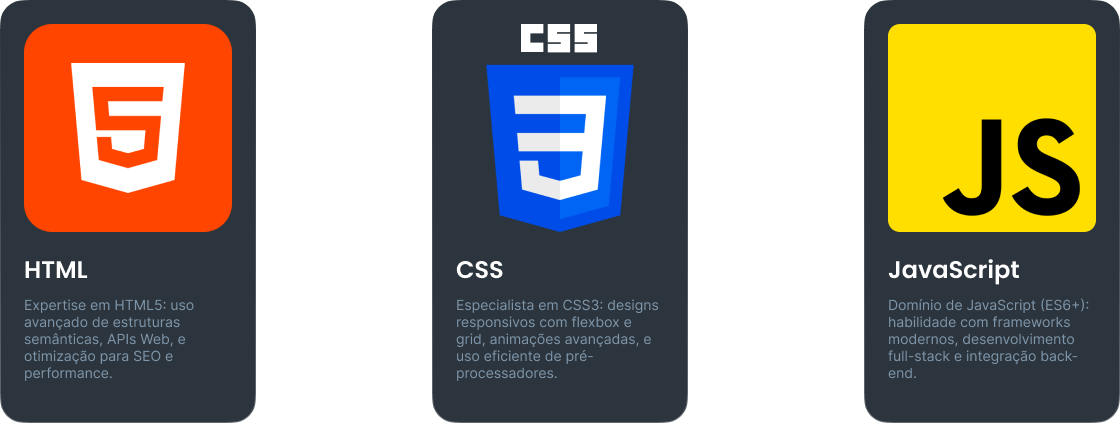 5
HTML
Expertise em HTML5: uso
avançado de estruturas
semânticas, APIs Web, e
otimização para SEO e
performance.
CSS
3
CSS
Especialista em CSS3: designs
responsivos com flexbox e
grid, animações avançadas, e
uso eficiente de pré-
processadores.
JS
JavaScript
Domínio de JavaScript (ES6+):
habilidade com frameworks
modernos, desenvolvimento
full-stack e integração back-
end.